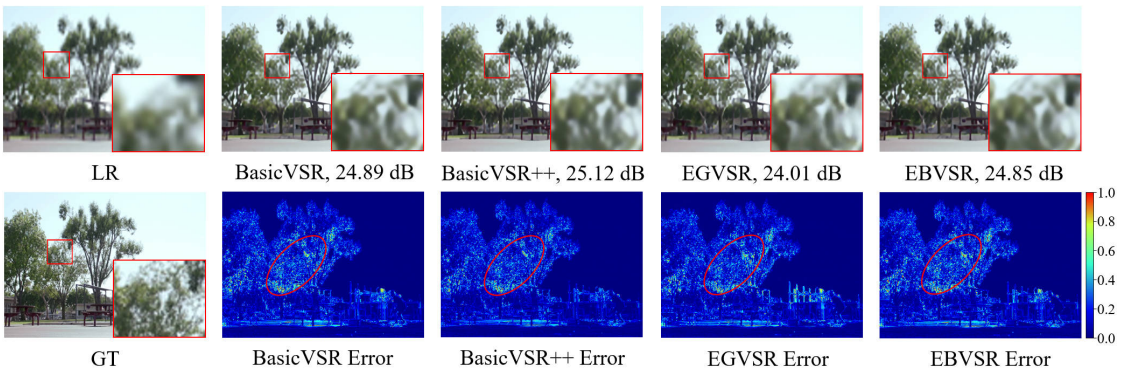 LR
BasicVSR, 24.89 dB
BasicVSR++, 25.12 dB
EGVSR, 24.01 dB
EBVSR, 24.85 dB
1.0
0.8
0.6
0.4
0.2
0.0
GT
BasicVSR Error
BasicVSR++ Error
EGVSR Error
EBVSR Error